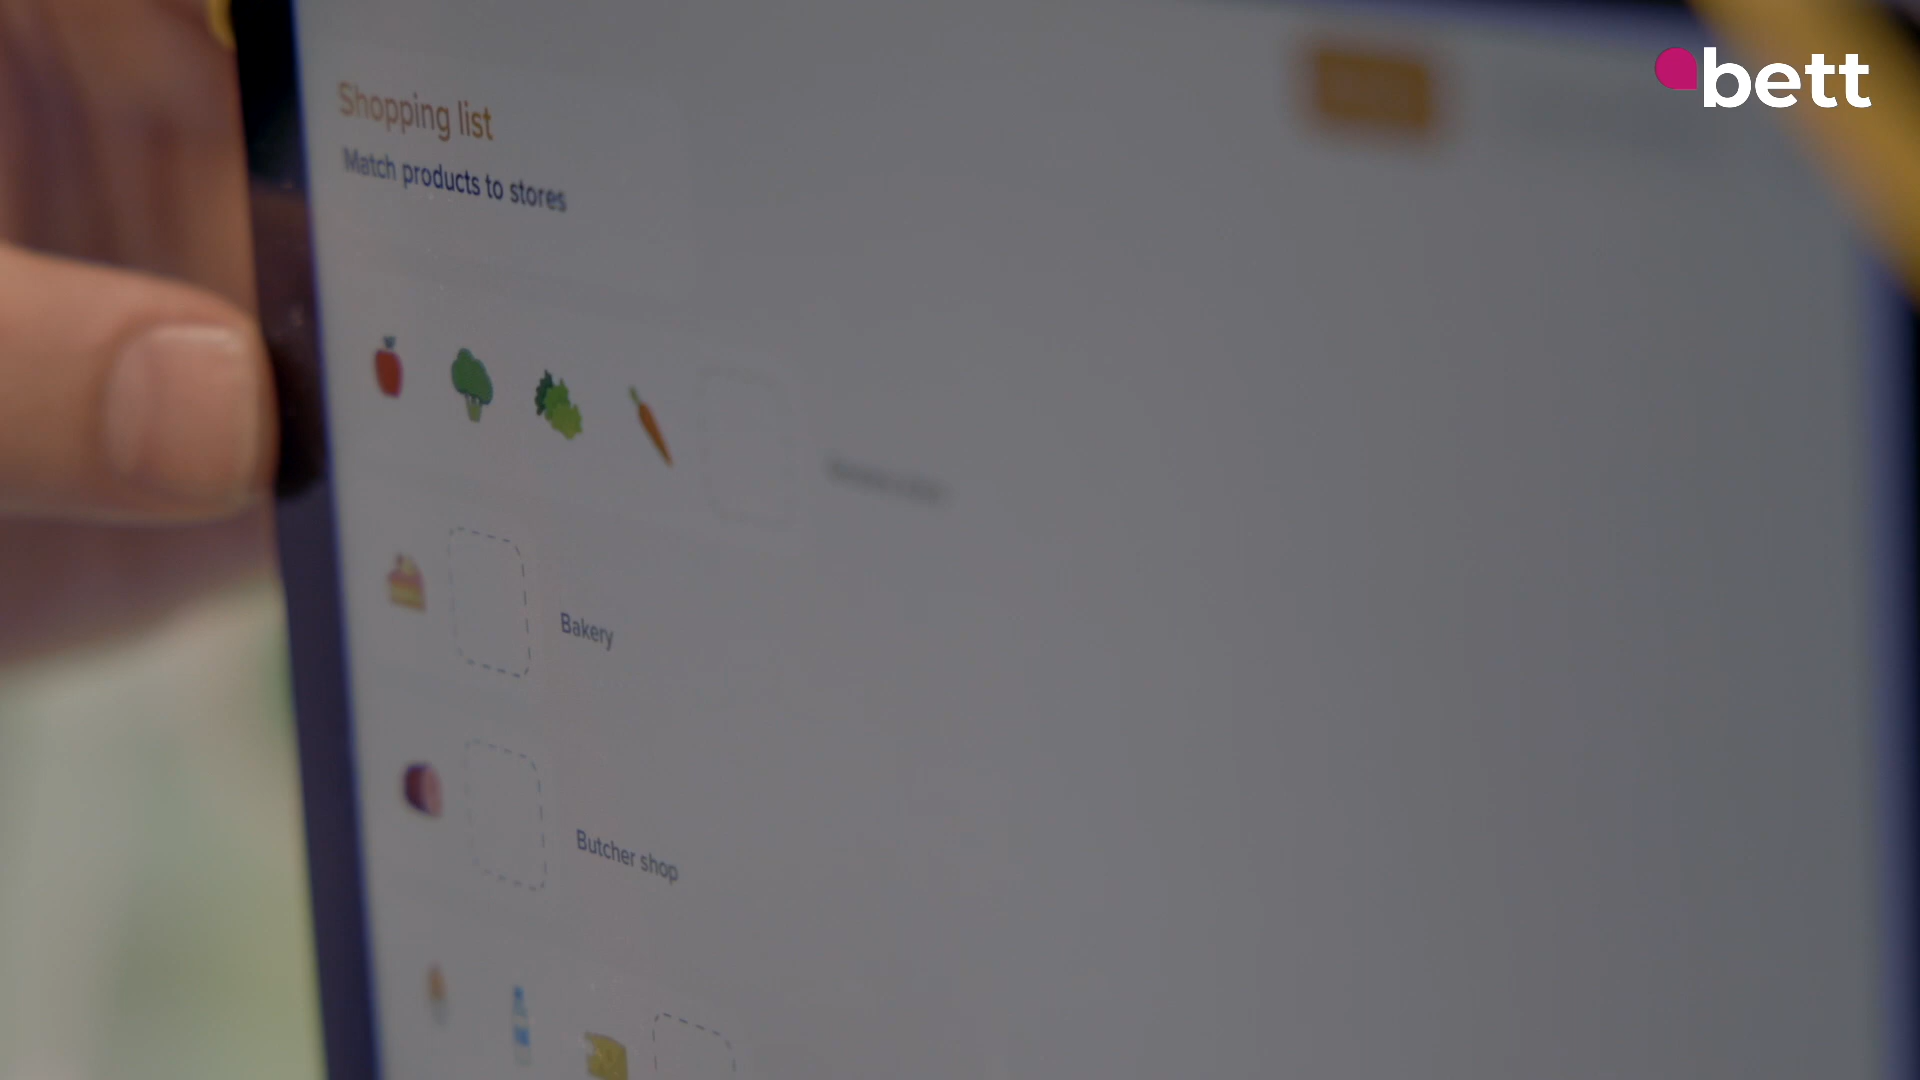 bett
Shopping list
Match products to stores
Bakery
Butcher shop